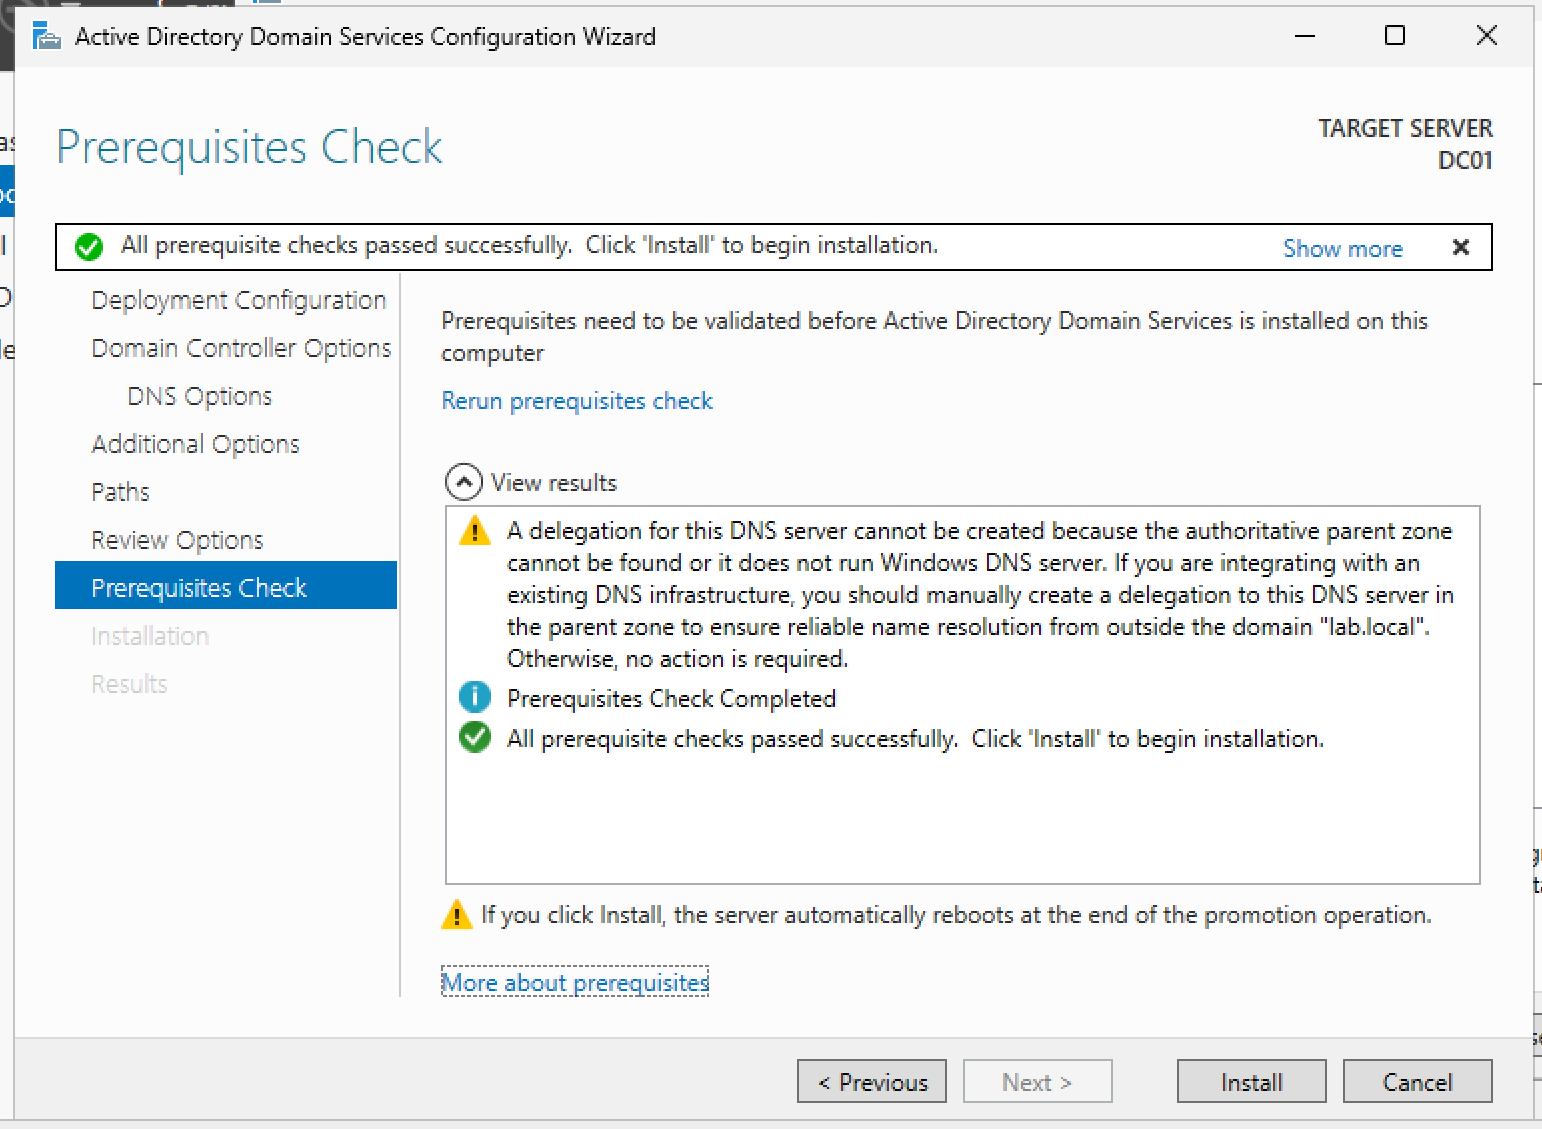 Active Directory Domain Services Configuration Wizard
Prerequisites Check
TARGET SERVER
DC01
All prerequisite checks passed successfully.  Click 'Install' to begin installation.
Show more
Deployment Configuration
Domain Controller Options
DNS Options
Additional Options
Paths
Review Options
Prerequisites Check
Installation
Results
Prerequisites need to be validated before Active Directory Domain Services is installed on this
computer
Rerun prerequisites check
View results
A delegation for this DNS server cannot be created because the authoritative parent zone
cannot be found or it does not run Windows DNS server. If you are integrating with an
existing DNS infrastructure, you should manually create a delegation to this DNS server in
the parent zone to ensure reliable name resolution from outside the domain "lab.local".
Otherwise, no action is required.
Prerequisites Check Completed
All prerequisite checks passed successfully.  Click 'Install' to begin installation.
If you click Install, the server automatically reboots at the end of the promotion operation.
More about prerequisites
< Previous
Next >
Install
Cancel